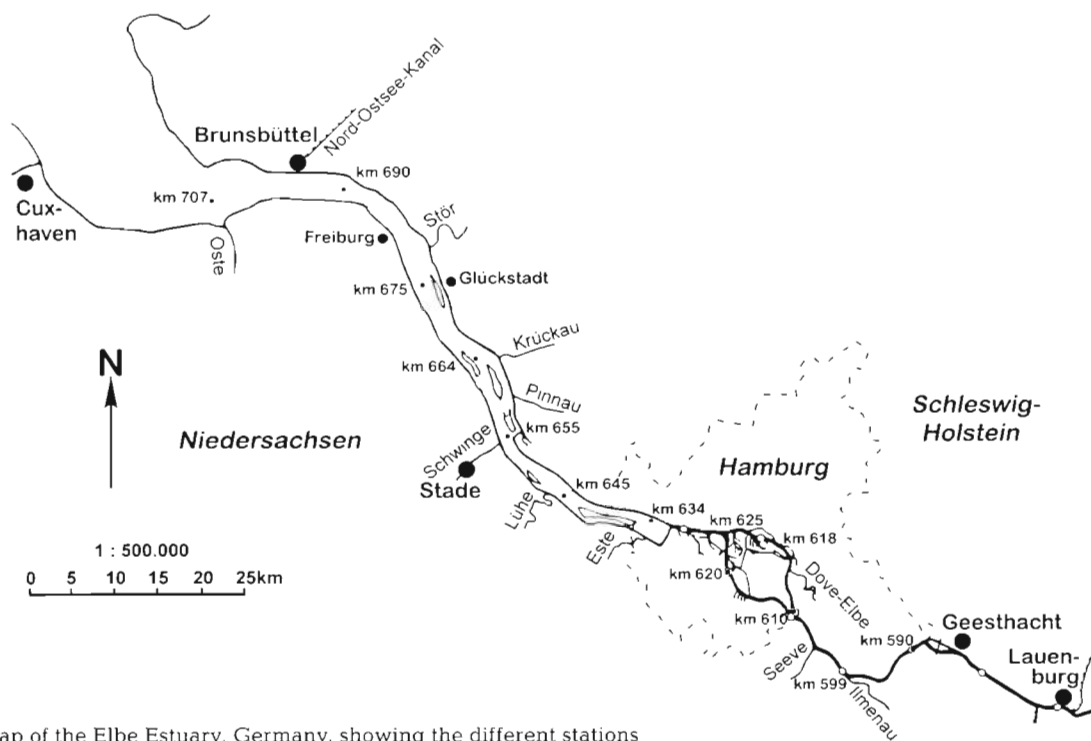 Nord-Ostsee-Kanal
Brunsbüttel
km 690
km 707
Cux-
haven
Stör
Freiburg
Oste
Glückstadt
km 675
Krückau
km 664
N
Pinnau
Schleswig-
Holstein
km 655
Niedersachsen
Schwinge
Hamburg
Stade
km 645
Lühe
km 634
km 625
km 618
Este
1 : 500.000
km 620
Dove-Elbe
0 5 10 15 20 25km
km 610
Geesthacht
km 590
Seeve
Lauen-
burg
km 599
Ilmenau
ap of the Elbe Estuary, Germany, showing the different stations